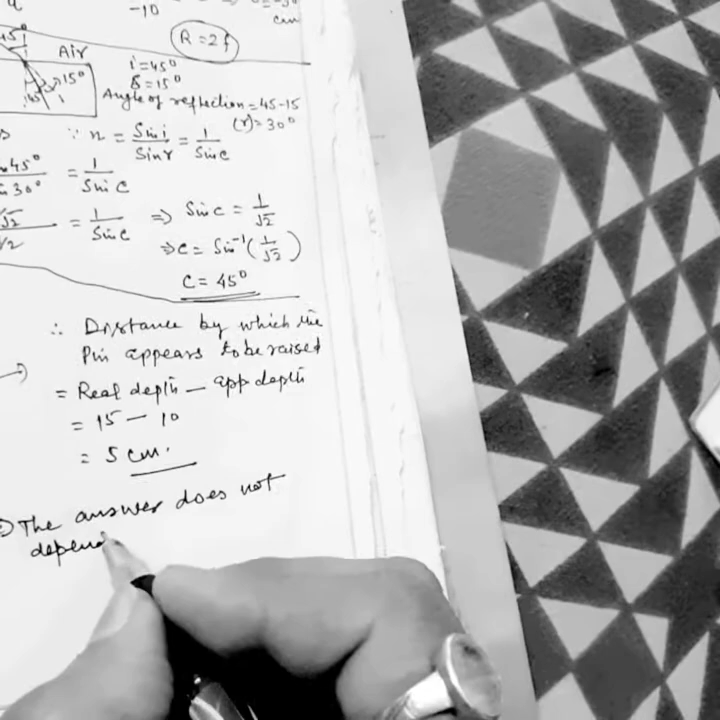 -10
cm
R = 2f
45°
Air
15°
i = 45°
δ = 15°
Angle of reflection = 45-15
(r) = 30°
∵ n = Sin i / Sin r = 1 / Sin c
45° / 30° = 1 / Sin c
√2 / /2 = 1 / Sin c ⇒ Sin c = 1/√2
⇒ c = Sin⁻¹(1/√2)
C = 45°
∴ Distance by which the
Pin appears to be raised
= Real depth — app depth
= 15 — 10
= 5 cm.
The answer does not
depend